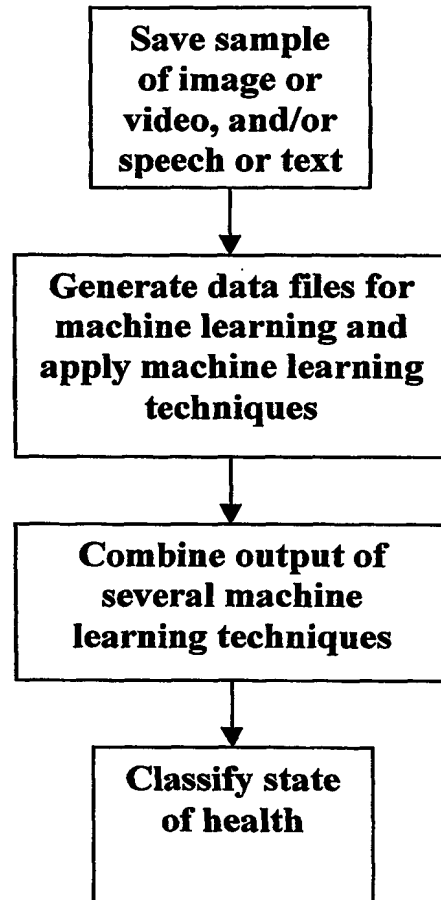 Save sample
of image or
video, and/or
speech or text
Generate data files for
machine learning and
apply machine learning
techniques
Combine output of
several machine
learning techniques
Classify state
of health